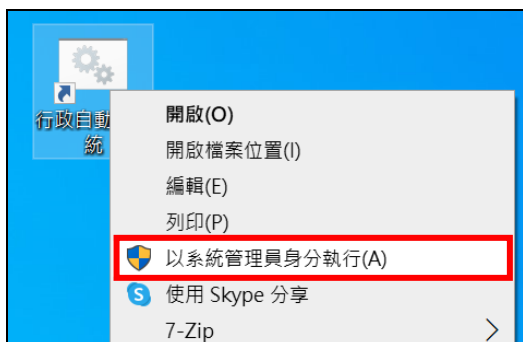 行政自動
統
開啟(O)
開啟檔案位置(I)
編輯(E)
列印(P)
以系統管理員身分執行(A)
使用 Skype 分享
7-Zip